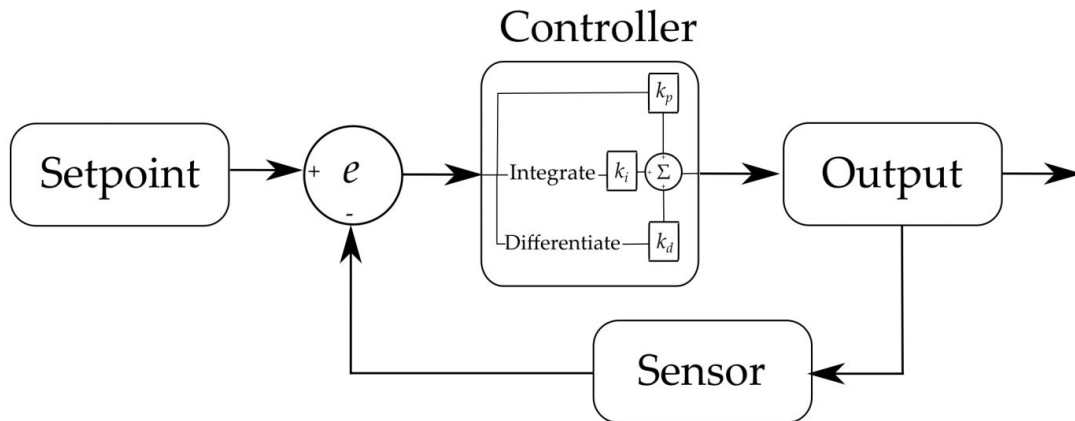 Controller
k_p
Setpoint
+ e
-
Integrate k_i + Σ
+
+
Differentiate k_d
Output
Sensor